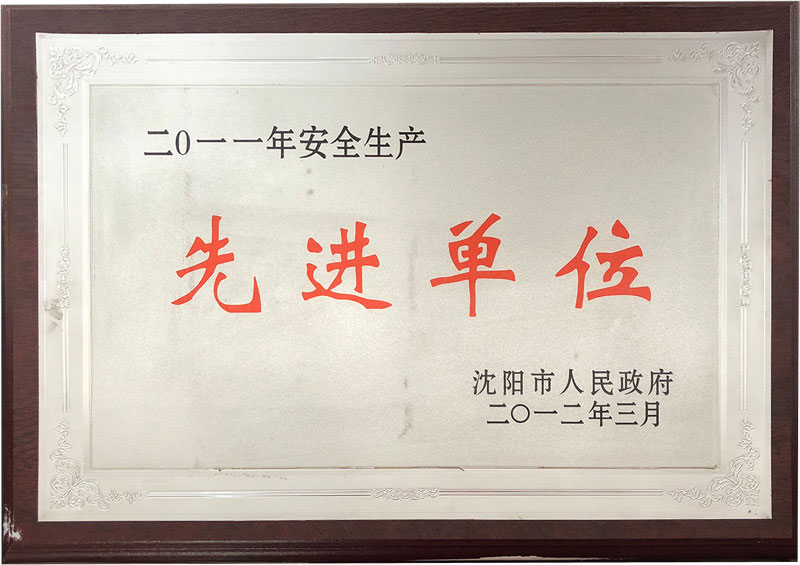 二0一一年安全生产
先进单位
沈阳市人民政府
二〇一二年三月